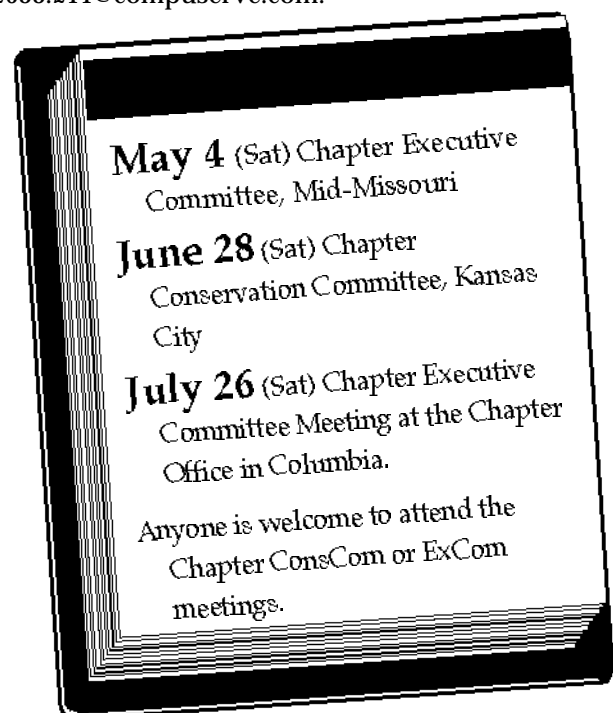 May 4 (Sat) Chapter Executive
Committee, Mid-Missouri
June 28 (Sat) Chapter
Conservation Committee, Kansas
City
July 26 (Sat) Chapter Executive
Committee Meeting at the Chapter
Office in Columbia.
Anyone is welcome to attend the
Chapter ConsCom or ExCom
meetings.